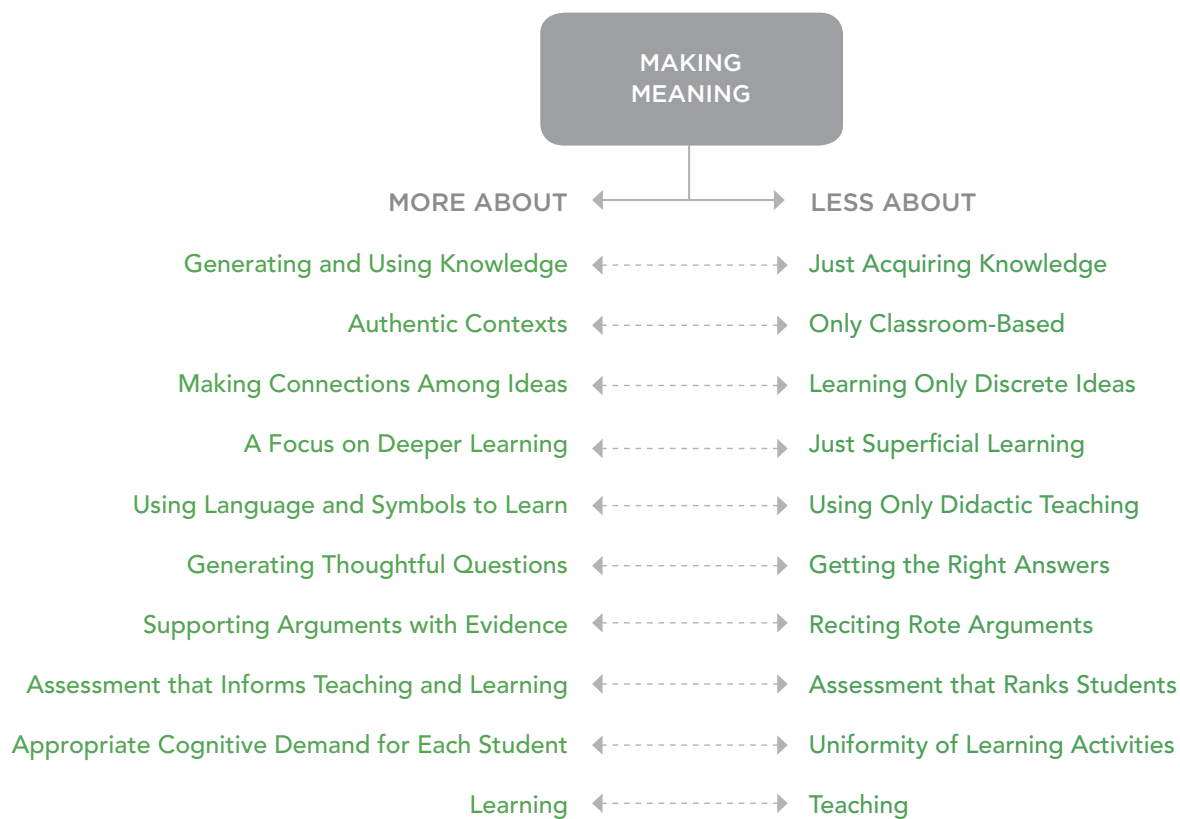 MAKING
MEANING
MORE ABOUT LESS ABOUT
Generating and Using Knowledge Just Acquiring Knowledge
Authentic Contexts Only Classroom-Based
Making Connections Among Ideas Learning Only Discrete Ideas
A Focus on Deeper Learning Just Superficial Learning
Using Language and Symbols to Learn Using Only Didactic Teaching
Generating Thoughtful Questions Getting the Right Answers
Supporting Arguments with Evidence Reciting Rote Arguments
Assessment that Informs Teaching and Learning Assessment that Ranks Students
Appropriate Cognitive Demand for Each Student Uniformity of Learning Activities
Learning Teaching